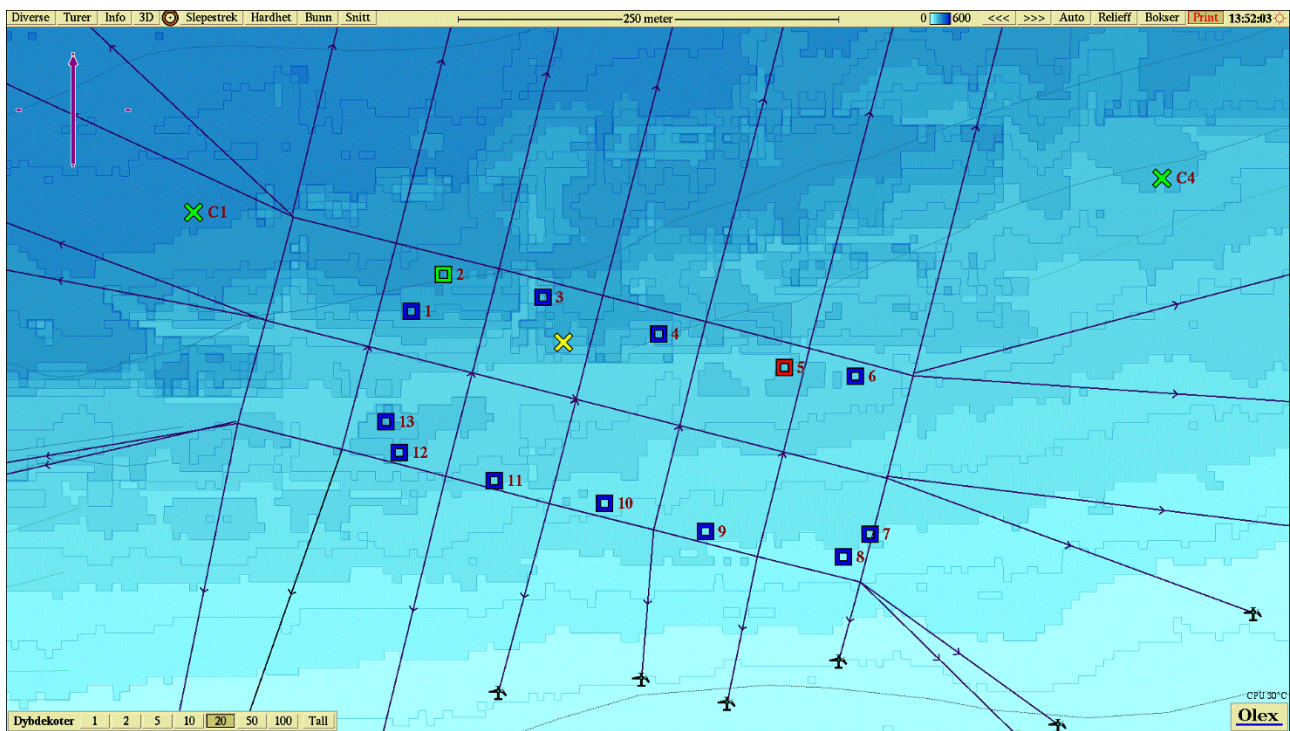 Diverse Turer Info 3D Slepestrek Hardhet Bunn Snitt 250 meter 0 600 <<< >>> Auto Relieff Bokser Print 13:52:03
C4
C1
2
3
1
4
5
6
13
12
11
10
9
7
8
CPU 30°C
Dybdekoter 1 2 5 10 20 50 100 Tall Olex